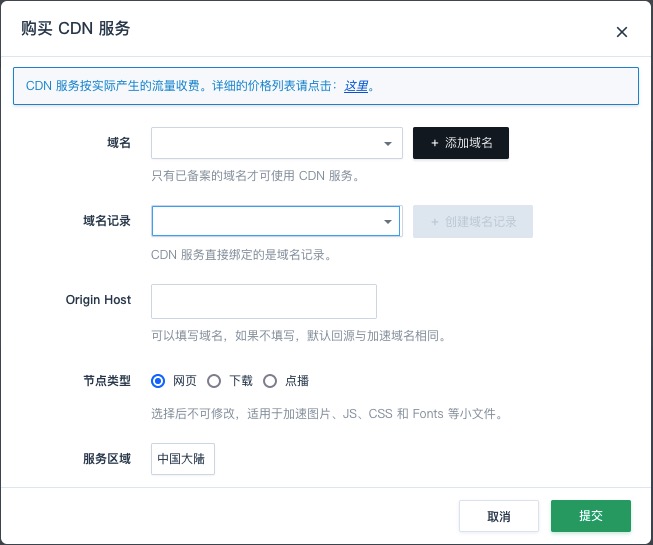 购买 CDN 服务
CDN 服务按实际产生的流量收费。详细的价格列表请点击：这里。
域名
+ 添加域名
只有已备案的域名才可使用 CDN 服务。
域名记录
+ 创建域名记录
CDN 服务直接绑定的是域名记录。
Origin Host
可以填写域名，如果不填写，默认回源与加速域名相同。
节点类型 网页 下载 点播
选择后不可修改，适用于加速图片、JS、CSS 和 Fonts 等小文件。
服务区域 中国大陆
取消 提交